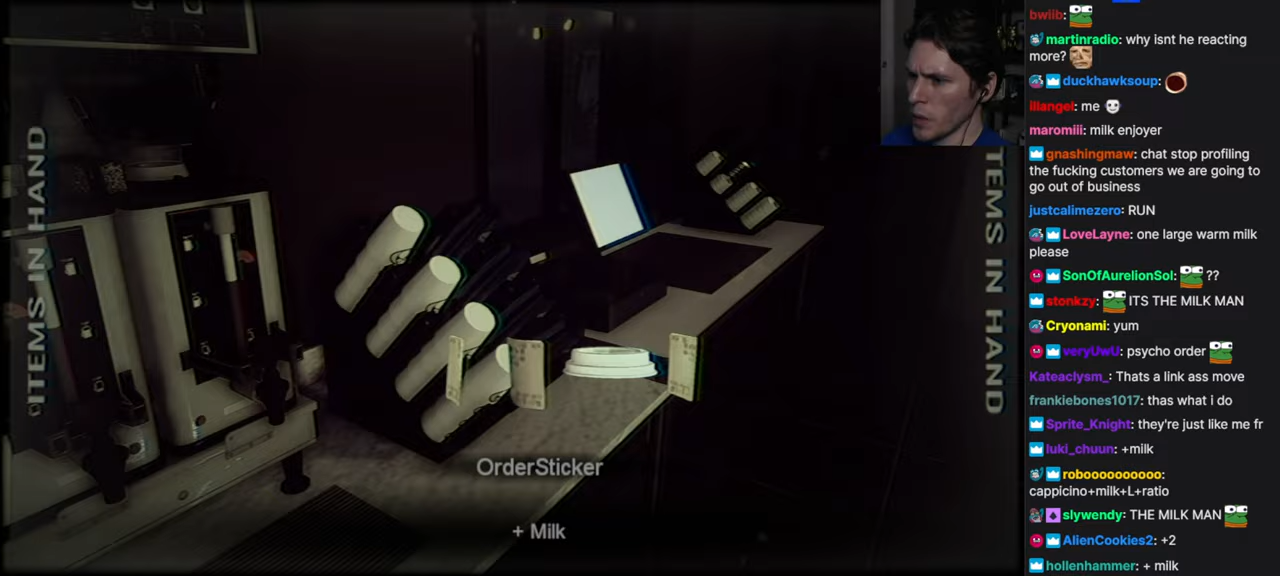 ITEMS IN HAND
TEMS IN HAND
OrderSticker
+ Milk
bwiib:
martinradio: why isnt he reacting
more?
duckhawksoup:
lilangel: me
maromiii: milk enjoyer
gnashingmaw: chat stop profiling
the fucking customers we are going to
go out of business
justcalimezero: RUN
LoveLayne: one large warm milk
please
SonOfAurelionSol: ??
stonkzy: ITS THE MILK MAN
Cryonami: yum
veryUwU: psycho order
Kateaclysm_: Thats a link ass move
frankiebones1017: thas what i do
Sprite_Knight: they're just like me fr
luki_chuun: +milk
roboooooooooo:
cappicino+milk+L+ratio
slywendy: THE MILK MAN
AlienCookies2: +2
hollenhammer: + milk